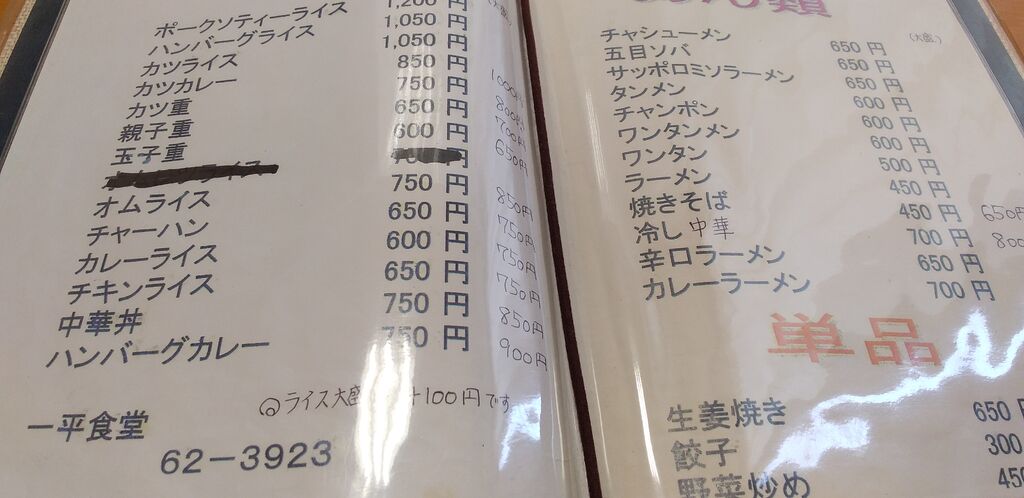 ポークソティーライス 1,200 円
ハンバーグライス 1,050 円
カツライス 1,050 円
カツカレー 850 円 1000円
カツ重 750 円 800円
親子重 650 円 700円
玉子重 600 円 650円
オムライス 750 円 850円
チャーハン 650 円 750円
カレーライス 600 円 750円
チキンライス 650 円 750円
中華丼 750 円 850円
ハンバーグカレー 750 円 900円
◎ライス大盛 +100円です
一平食堂
62-3923
類
チャシューメン 650 円 (大盛)
五目ソバ 650 円
サッポロミソラーメン 650 円
タンメン 600 円
チャンポン 600 円
ワンタンメン 600 円
ワンタン 500 円
ラーメン 450 円
焼きそば 450 円 650円
冷し中華 700 円 800
辛口ラーメン 650 円
カレーラーメン 700 円
単品
生姜焼き 650 円
餃子 300
野菜炒め 450